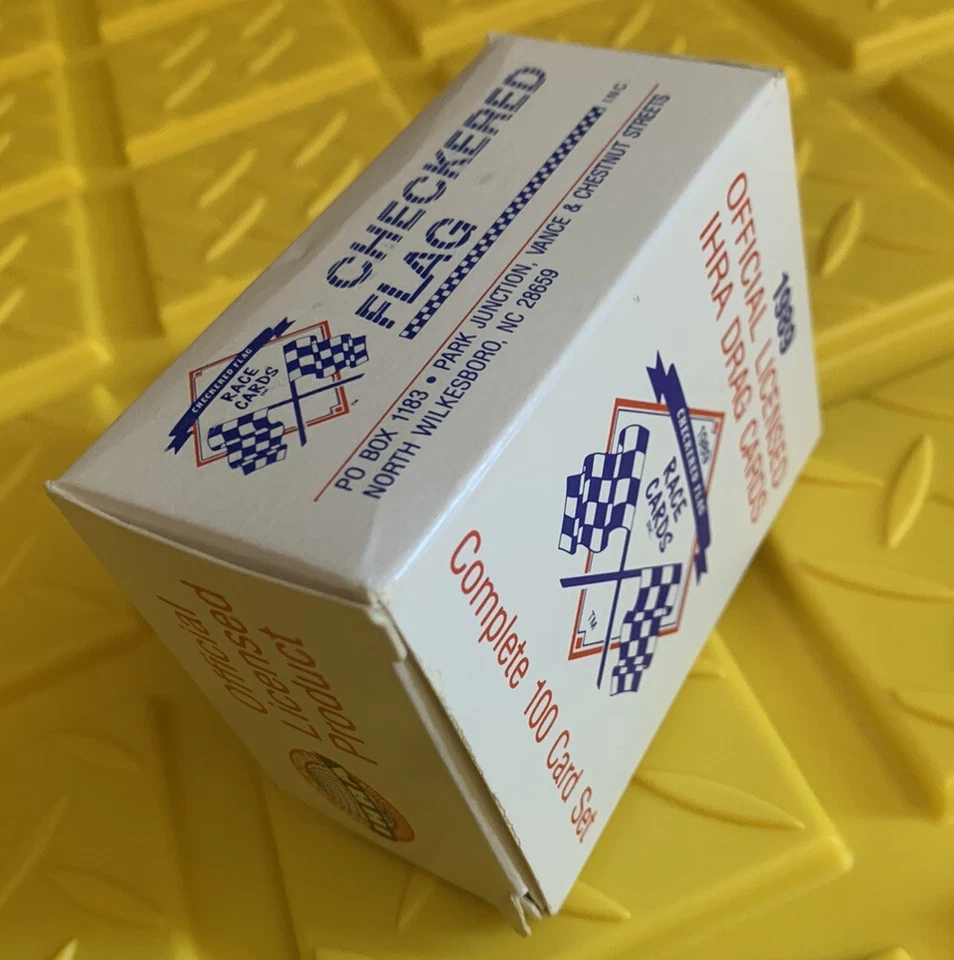 CHECKERED
FLAG INC
CHECKERED FLAG
RACE
CARDS
PO BOX 1183 • PARK JUNCTION, VANCE & CHESTNUT STREETS
NORTH WILKESBORO, NC 28659
1989
OFFICIAL LICENSED
IHRA DRAG CARDS
1989
CHECKERED FLAG
RACE
CARDS
INC
TM
Complete 100 Card Set
Official
Licensed
Product